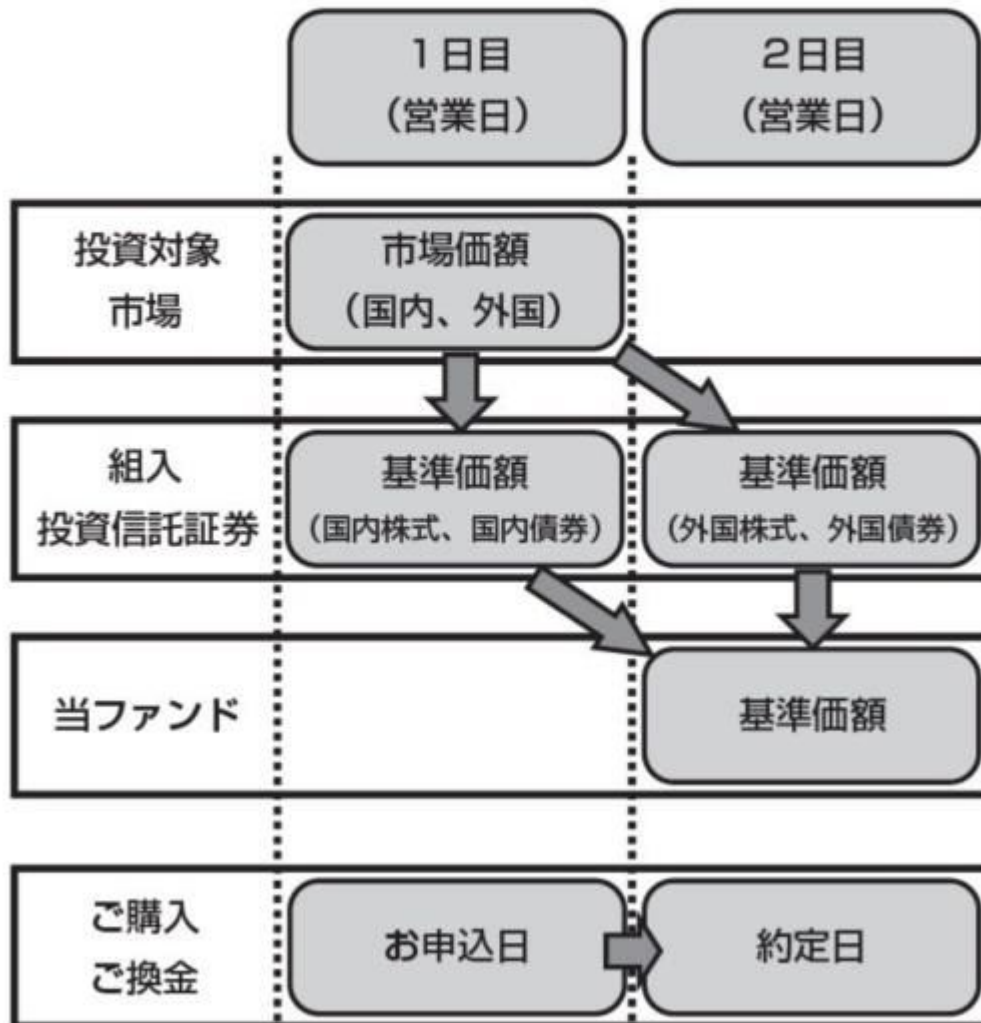 1日目
(営業日)
2日目
(営業日)
投資対象
市場
市場価額
(国内、外国)
組入
投資信託証券
基準価額
(国内株式、国内債券)
基準価額
(外国株式、外国債券)
当ファンド
基準価額
ご購入
ご換金
お申込日
約定日